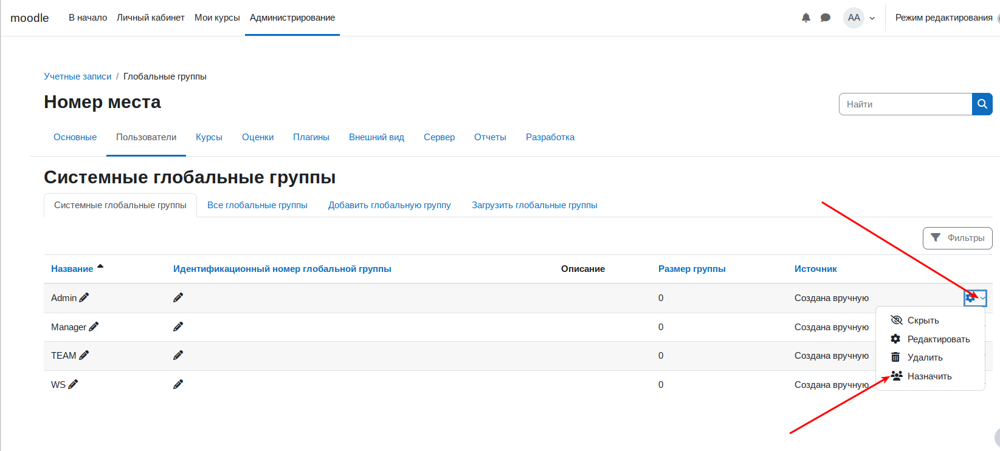 moodle В начало Личный кабинет Мои курсы Администрирование АА Режим редактирования
Учетные записи / Глобальные группы
Номер места
Найти
Основные Пользователи Курсы Оценки Плагины Внешний вид Сервер Отчеты Разработка
Системные глобальные группы
Системные глобальные группы Все глобальные группы Добавить глобальную группу Загрузить глобальные группы
Фильтры
Название Идентификационный номер глобальной группы Описание Размер группы Источник
Admin 0 Создана вручную
Скрыть
Manager 0 Создана вручную
Редактировать
TEAM 0 Создана вручную
Удалить
WS 0 Создана вручную
Назначить